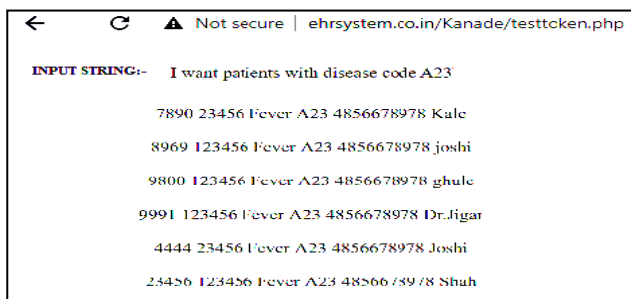 Not secure | ehrsystem.co.in/Kanade/testtcken.php
INPUT STRING:- I want patients with disease code A23'
7890 23456 Fever A23 4856678978 Kale
8969 123456 Fever A23 4856678978 joshi
9800 123456 Fever A23 4856678978 ghule
9991 123456 Fever A23 4856678978 Dr.Jigar
4444 23456 Fever A23 4856678978 Joshi
23456 123456 Fever A23 4856678978 Shah